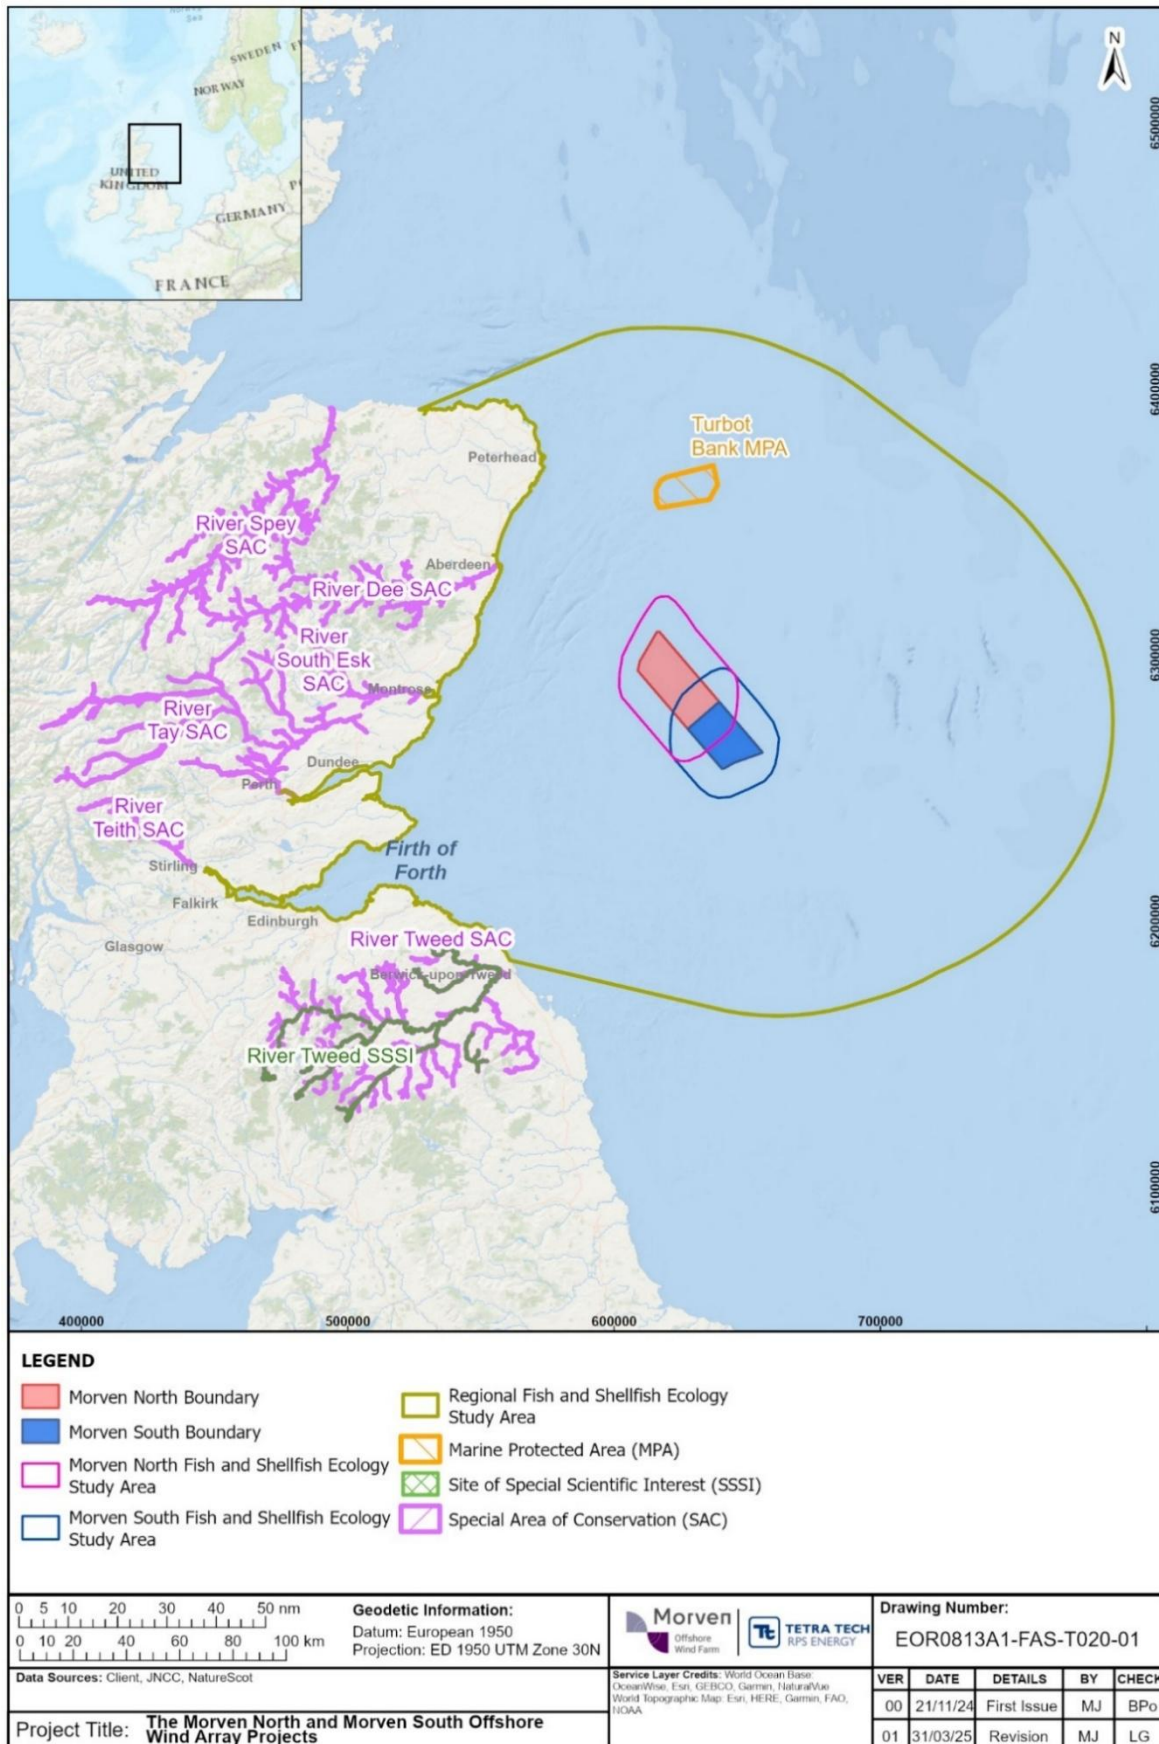 Norwegian
Sea
SWEDEN
NORWAY
UNITED
KINGDOM
GERMANY
FRANCE
N
6500000
6400000
6300000
6200000
6100000
Turbot
Bank MPA
Peterhead
River Spey
SAC
Aberdeen
River Dee SAC
River
South Esk
SAC
Montrose
River
Tay SAC
Dundee
Perth
River
Teith SAC
Stirling
Firth of
Forth
Falkirk
Edinburgh
Glasgow
River Tweed SAC
Berwick-upon-Tweed
River Tweed SSSI
400000
500000
600000
700000
LEGEND
Morven North Boundary
Morven South Boundary
Morven North Fish and Shellfish Ecology
Study Area
Morven South Fish and Shellfish Ecology
Study Area
Regional Fish and Shellfish Ecology
Study Area
Marine Protected Area (MPA)
Site of Special Scientific Interest (SSSI)
Special Area of Conservation (SAC)
0 5 10 20 30 40 50 nm
0 10 20 40 60 80 100 km
Geodetic Information:
Datum: European 1950
Projection: ED 1950 UTM Zone 30N
Morven
Offshore
Wind Farm
TETRA TECH
RPS ENERGY
Drawing Number:
EOR0813A1-FAS-T020-01
Data Sources: Client, JNCC, NatureScot
Service Layer Credits: World Ocean Base:
OceanWise, Esri, GEBCO, Garmin, NaturalVue
World Topographic Map: Esri, HERE, Garmin, FAO,
NOAA
VER DATE DETAILS BY CHECK
00 21/11/24 First Issue MJ BPo
01 31/03/25 Revision MJ LG
Project Title: The Morven North and Morven South Offshore
Wind Array Projects